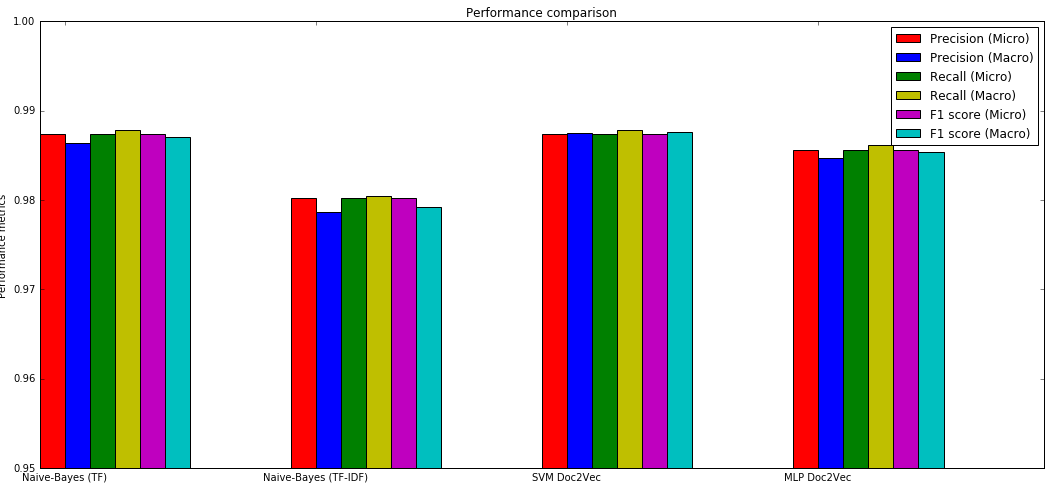 Performance comparison
1.00
0.99
0.98
0.97
0.96
0.95
Performance metrics
Precision (Micro)
Precision (Macro)
Recall (Micro)
Recall (Macro)
F1 score (Micro)
F1 score (Macro)
Naive-Bayes (TF)
Naive-Bayes (TF-IDF)
SVM Doc2Vec
MLP Doc2Vec